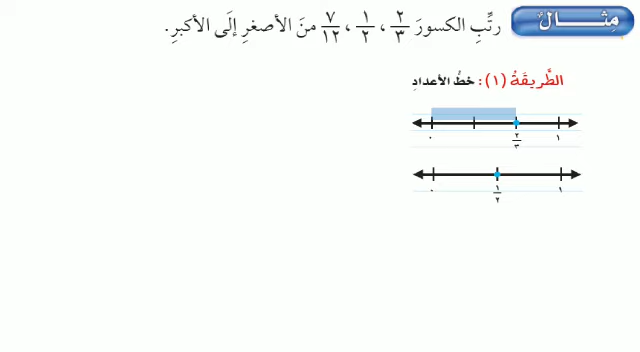 مِثَـــالٌ رتِّبِ الكسورَ ٢/٣ ، ١/٢ ، ٧/١٢ منَ الأصغرِ إلَى الأكبرِ.
الطَّريقَةُ (١): خطُّ الأعدادِ
٠ ٢/٣ ١
٠ ١/٢ ١